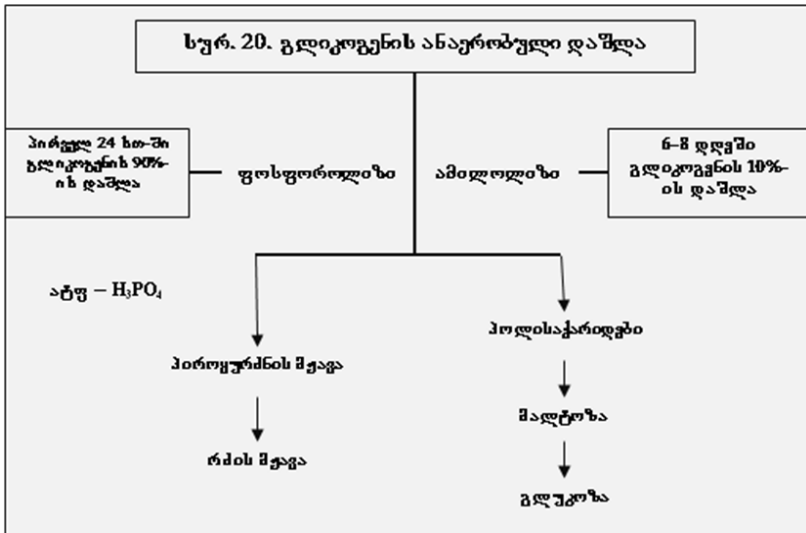 სურ. 20. გლიკოგენის ანაერობული დაშლა
პირველ 24 სთ-ში
გლიკოგენის 90%-
ის დაშლა
ფოსფოროლიზი
ამილოლიზი
6-8 დღეში
გლიკოგენის 10%-
ის დაშლა
ატფ – H₃PO₄
პიროყურძნის მჟავა
რძის მჟავა
პოლისაქარიდები
მალტოზა
გლუკოზა